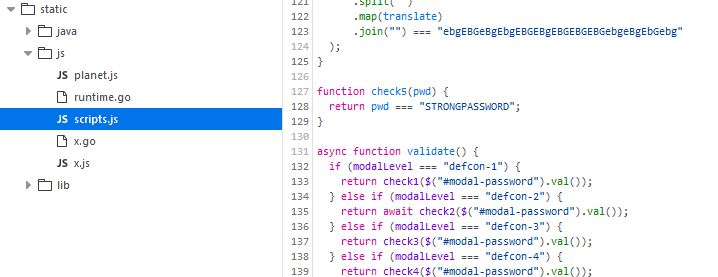 static
java
js
JS planet.js
runtime.go
JS scripts.js
x.go
JS x.js
lib
121 .split(" ")
122 .map(translate)
123 .join("") === "ebgEBGeBgEbgEBGEBgEBGEBGEBGebgeBgEbGebg"
124 );
125 }
126
127 function check5(pwd) {
128 return pwd === "STRONGPASSWORD";
129 }
130
131 async function validate() {
132 if (modalLevel === "defcon-1") {
133 return check1($("#modal-password").val());
134 } else if (modalLevel === "defcon-2") {
135 return await check2($("#modal-password").val());
136 } else if (modalLevel === "defcon-3") {
137 return check3($("#modal-password").val());
138 } else if (modalLevel === "defcon-4") {
139 return check4($("#modal-password").val());